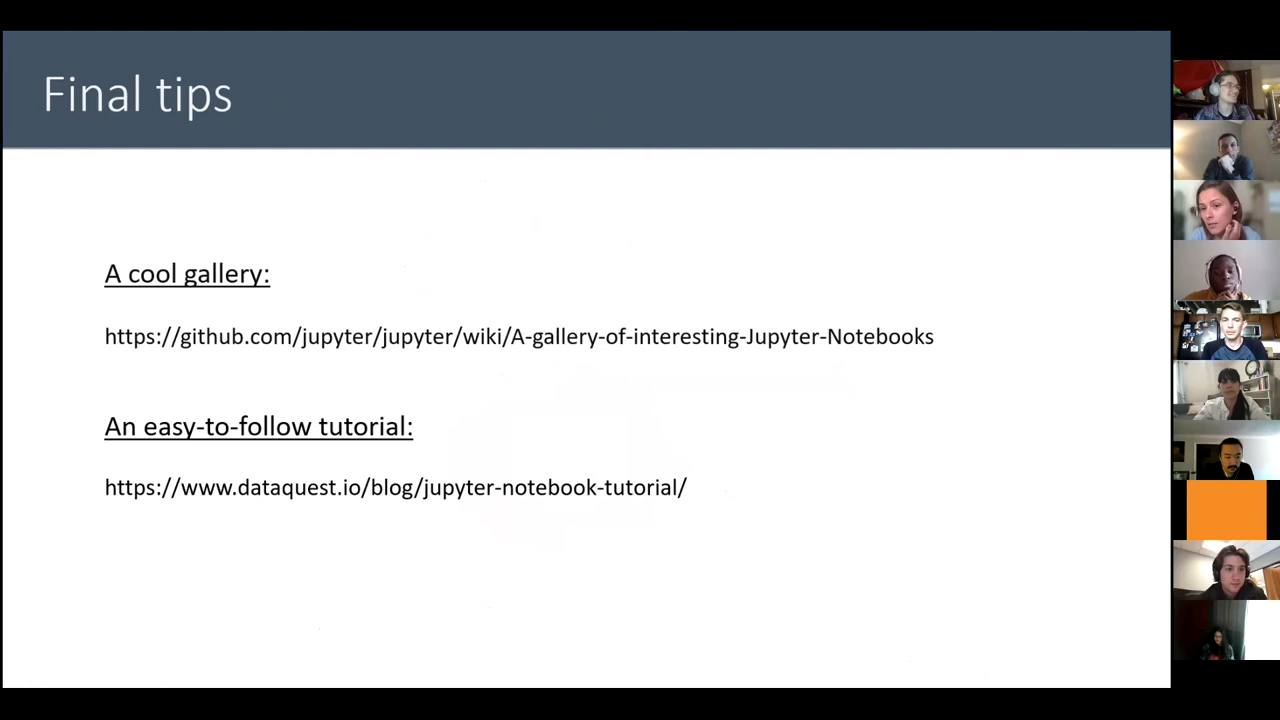 Final tips
A cool gallery:
https://github.com/jupyter/jupyter/wiki/A-gallery-of-interesting-Jupyter-Notebooks
An easy-to-follow tutorial:
https://www.dataquest.io/blog/jupyter-notebook-tutorial/